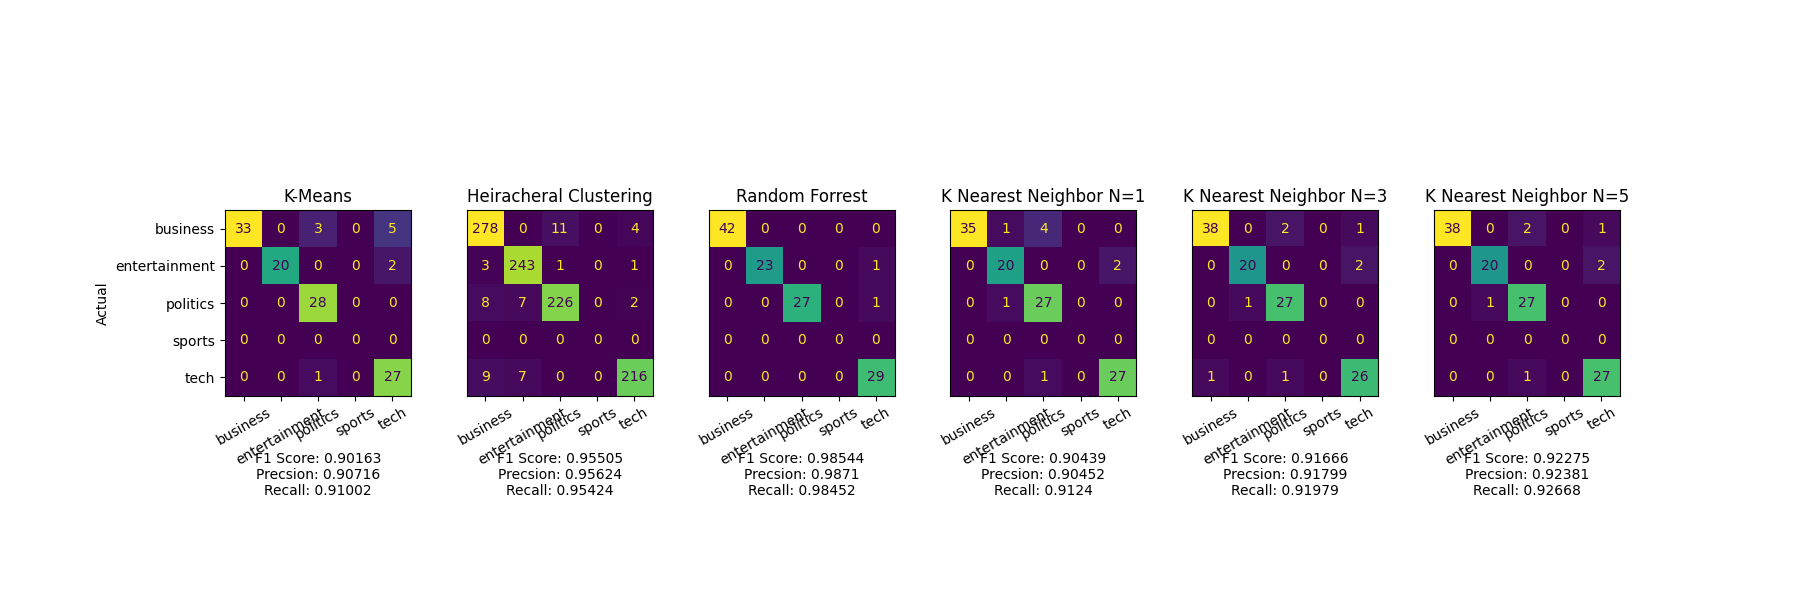 K-Means
Heiracheral Clustering
Random Forrest
K Nearest Neighbor N=1
K Nearest Neighbor N=3
K Nearest Neighbor N=5
Actual
business
entertainment
politics
sports
tech
33 0 3 0 5
0 20 0 0 2
0 0 28 0 0
0 0 0 0 0
0 0 1 0 27
business entertainment politics sports tech
F1 Score: 0.90163
Precsion: 0.90716
Recall: 0.91002
278 0 11 0 4
3 243 1 0 1
8 7 226 0 2
0 0 0 0 0
9 7 0 0 216
business entertainment politics sports tech
F1 Score: 0.95505
Precsion: 0.95624
Recall: 0.95424
42 0 0 0 0
0 23 0 0 1
0 0 27 0 1
0 0 0 0 0
0 0 0 0 29
business entertainment politics sports tech
F1 Score: 0.98544
Precsion: 0.9871
Recall: 0.98452
35 1 4 0 0
0 20 0 0 2
0 1 27 0 0
0 0 0 0 0
0 0 1 0 27
business entertainment politics sports tech
F1 Score: 0.90439
Precsion: 0.90452
Recall: 0.9124
38 0 2 0 1
0 20 0 0 2
0 1 27 0 0
0 0 0 0 0
1 0 1 0 26
business entertainment politics sports tech
F1 Score: 0.91666
Precsion: 0.91799
Recall: 0.91979
38 0 2 0 1
0 20 0 0 2
0 1 27 0 0
0 0 0 0 0
0 0 1 0 27
business entertainment politics sports tech
F1 Score: 0.92275
Precsion: 0.92381
Recall: 0.92668